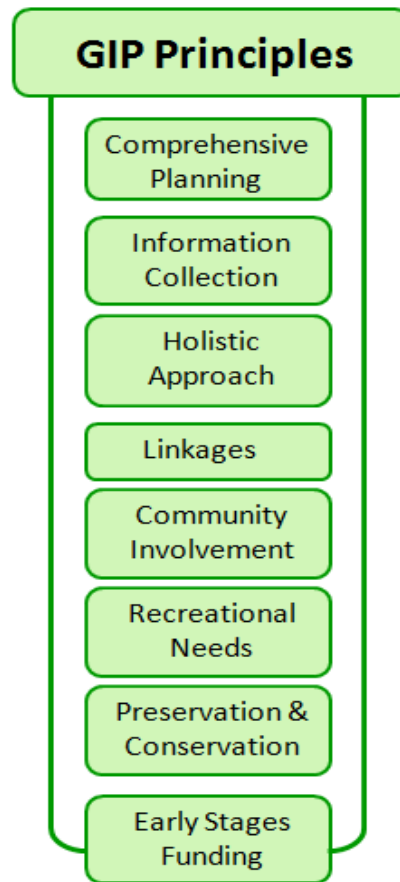 GIP Principles
Comprehensive
Planning
Information
Collection
Holistic
Approach
Linkages
Community
Involvement
Recreational
Needs
Preservation &
Conservation
Early Stages
Funding